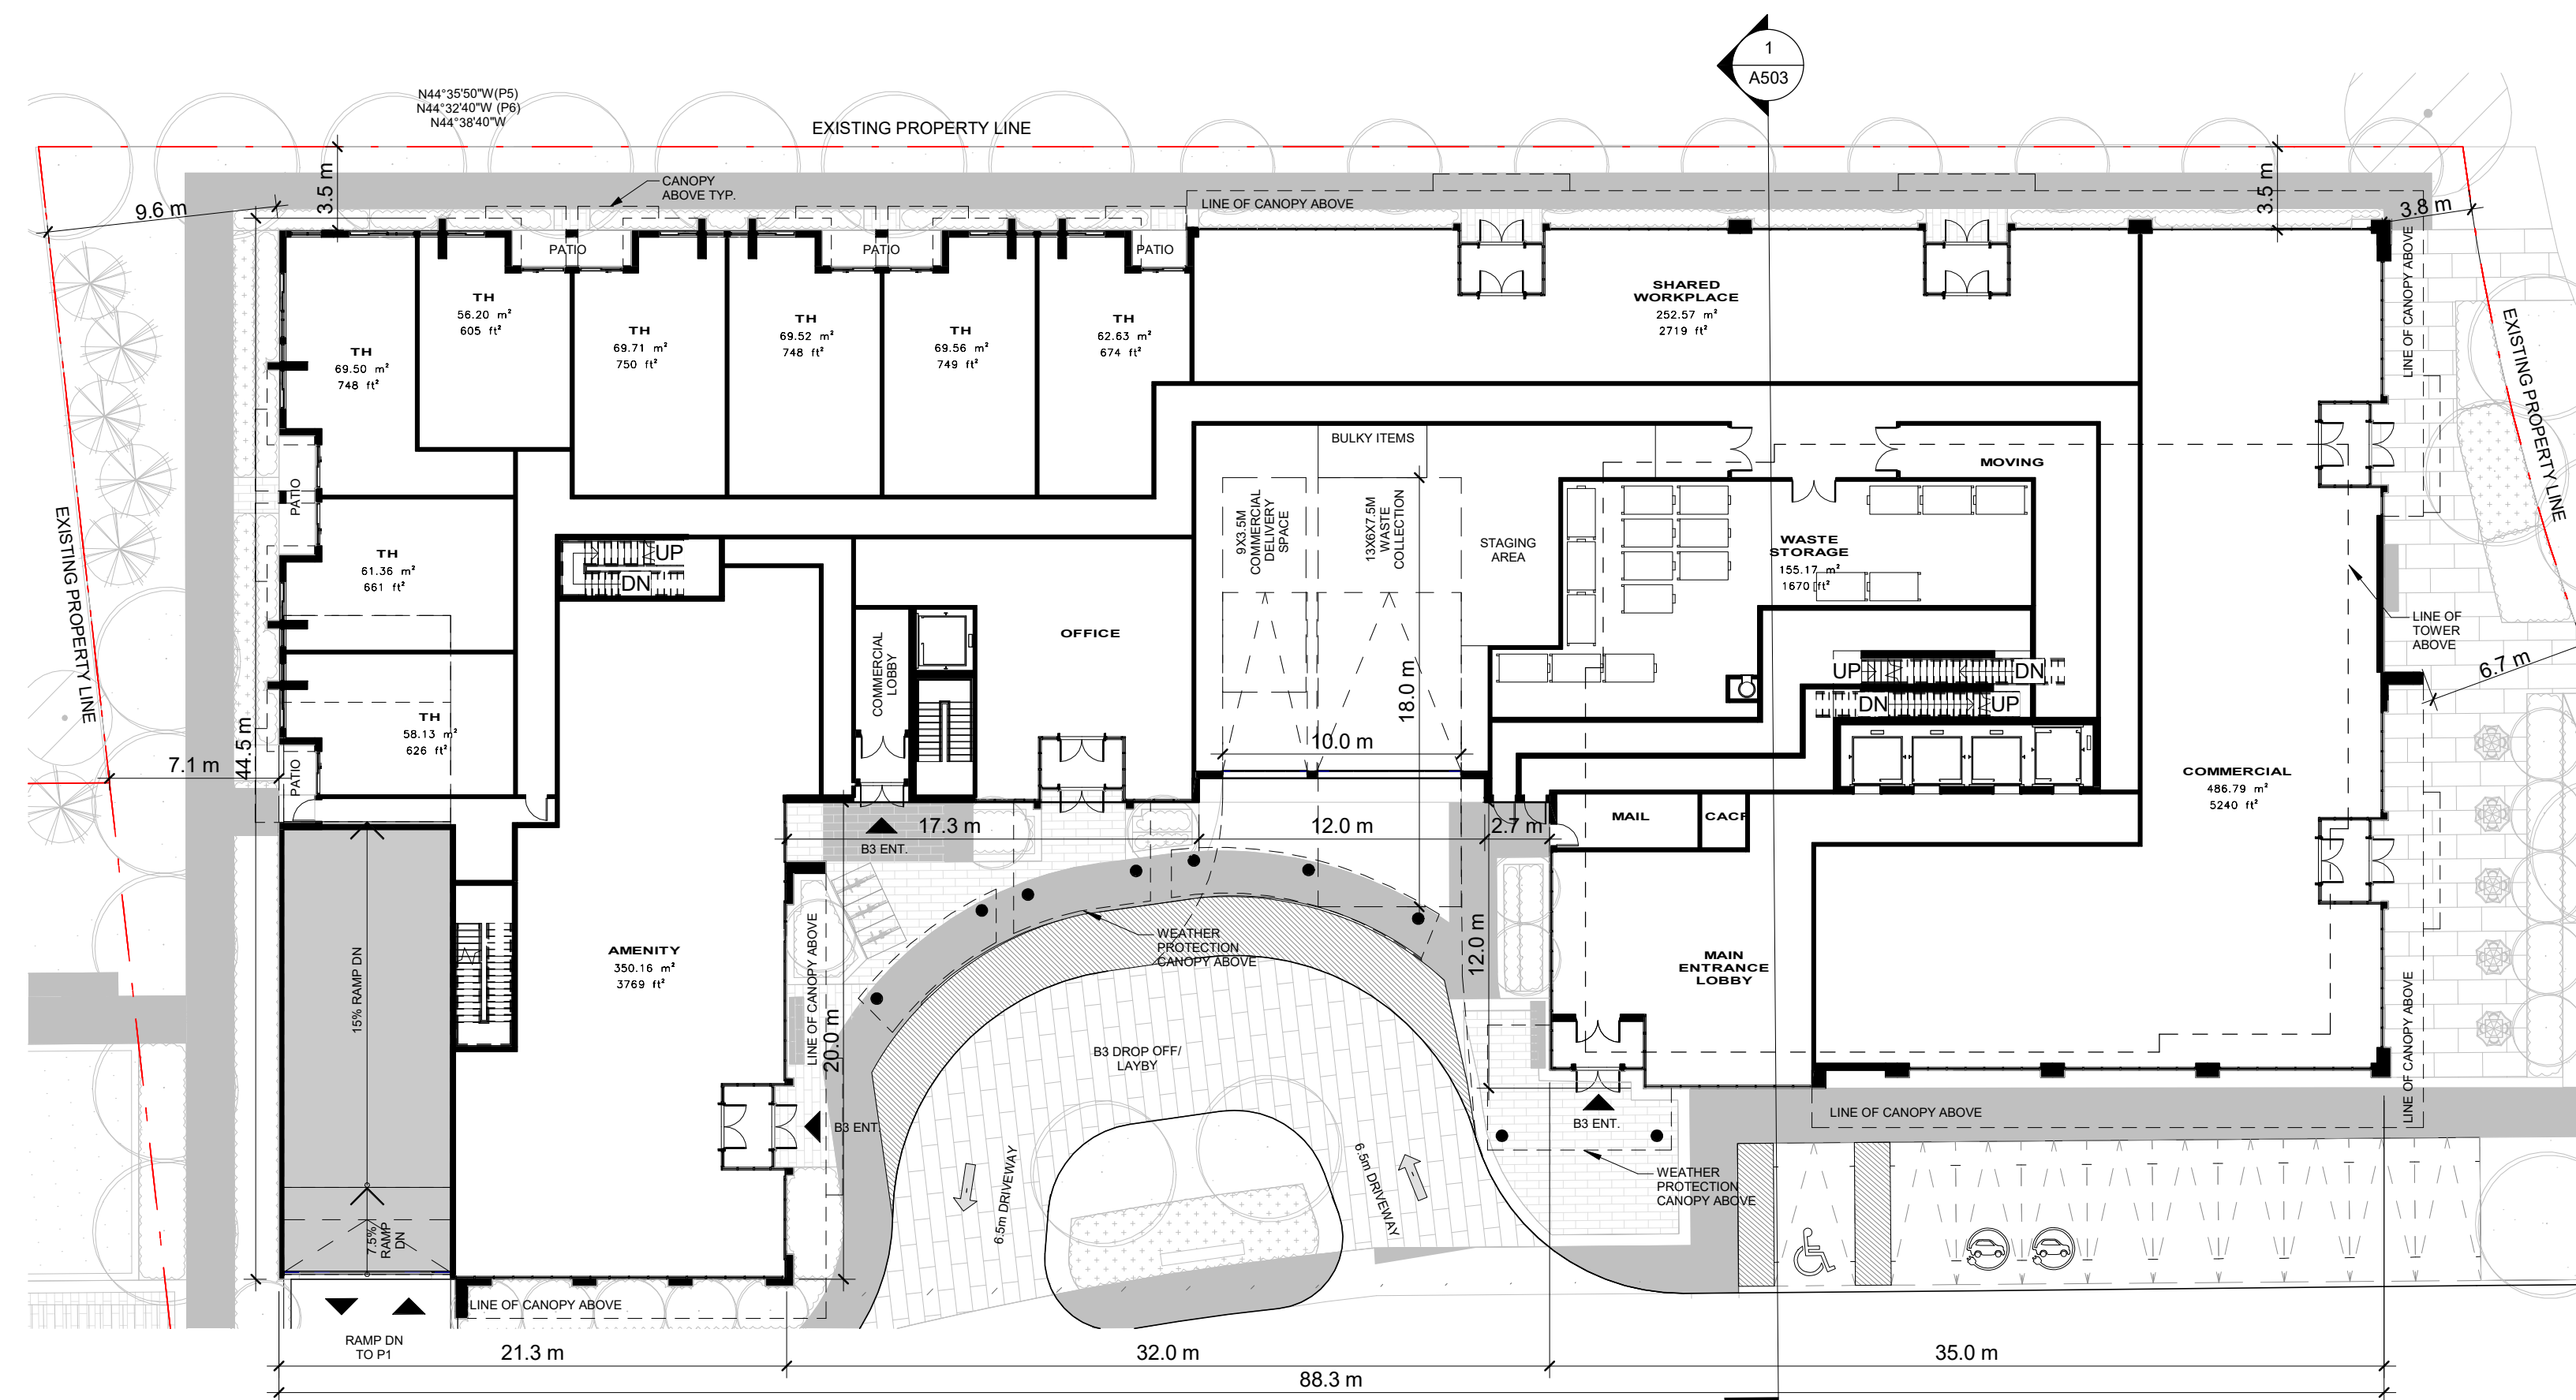 1
A503
N44°35'50"W(P5)
N44°32'40"W (P6)
N44°38'40"W
EXISTING PROPERTY LINE
3.5 m
9.6 m
CANOPY
ABOVE TYP.
LINE OF CANOPY ABOVE
3.5 m
3.8 m
PATIO
PATIO
PATIO
TH
56.20 m²
605 ft²
TH
69.50 m²
748 ft²
TH
69.71 m²
750 ft²
TH
69.52 m²
748 ft²
TH
69.56 m²
749 ft²
TH
62.63 m²
674 ft²
SHARED
WORKPLACE
252.57 m²
2719 ft²
LINE OF CANOPY ABOVE
EXISTING PROPERTY LINE
BULKY ITEMS
MOVING
PATIO
9X3.5M
COMMERCIAL
DELIVERY
SPACE
13X6X7.5M
WASTE
COLLECTION
STAGING
AREA
WASTE
STORAGE
155.17 m²
1670 ft²
EXISTING PROPERTY LINE
TH
61.36 m²
661 ft²
UP
DN
COMMERCIAL
LOBBY
OFFICE
LINE OF
TOWER
ABOVE
6.7 m
UP
DN
DN
UP
18.0 m
TH
58.13 m²
626 ft²
44.5 m
7.1 m
PATIO
10.0 m
COMMERCIAL
486.79 m²
5240 ft²
17.3 m
12.0 m
2.7 m
MAIL
CACF
B3 ENT.
15% RAMP DN
AMENITY
350.16 m²
3769 ft²
LINE OF CANOPY ABOVE
20.0 m
WEATHER
PROTECTION
CANOPY ABOVE
12.0 m
MAIN
ENTRANCE
LOBBY
LINE OF CANOPY ABOVE
B3 DROP OFF/
LAYBY
B3 ENT.
B3 ENT.
LINE OF CANOPY ABOVE
6.5m DRIVEWAY
6.5m DRIVEWAY
WEATHER
PROTECTION
CANOPY ABOVE
7.5%
RAMP
DN
LINE OF CANOPY ABOVE
RAMP DN
TO P1
21.3 m
32.0 m
35.0 m
88.3 m